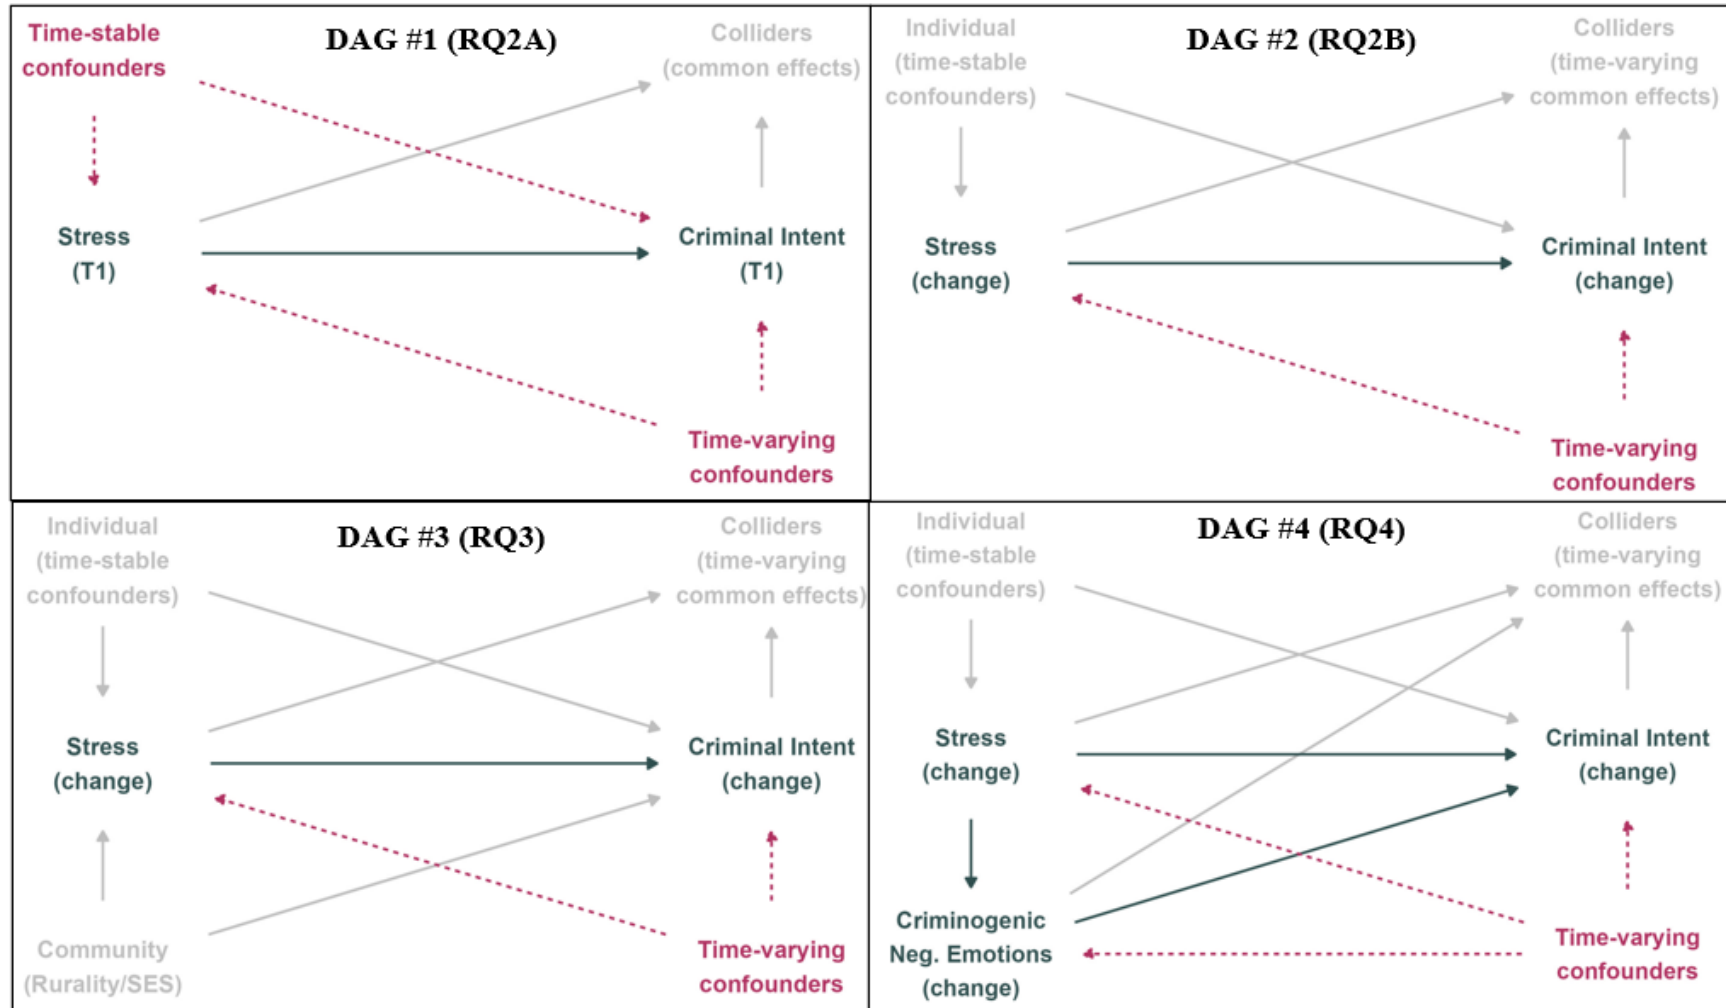 DAG #1 (RQ2A)
Time-stable
confounders
Colliders
(common effects)
Stress
(T1)
Criminal Intent
(T1)
Time-varying
confounders
DAG #2 (RQ2B)
Individual
(time-stable
confounders)
Colliders
(time-varying
common effects)
Stress
(change)
Criminal Intent
(change)
Time-varying
confounders
DAG #3 (RQ3)
Individual
(time-stable
confounders)
Colliders
(time-varying
common effects)
Stress
(change)
Criminal Intent
(change)
Community
(Rurality/SES)
Time-varying
confounders
DAG #4 (RQ4)
Individual
(time-stable
confounders)
Colliders
(time-varying
common effects)
Stress
(change)
Criminal Intent
(change)
Criminogenic
Neg. Emotions
(change)
Time-varying
confounders